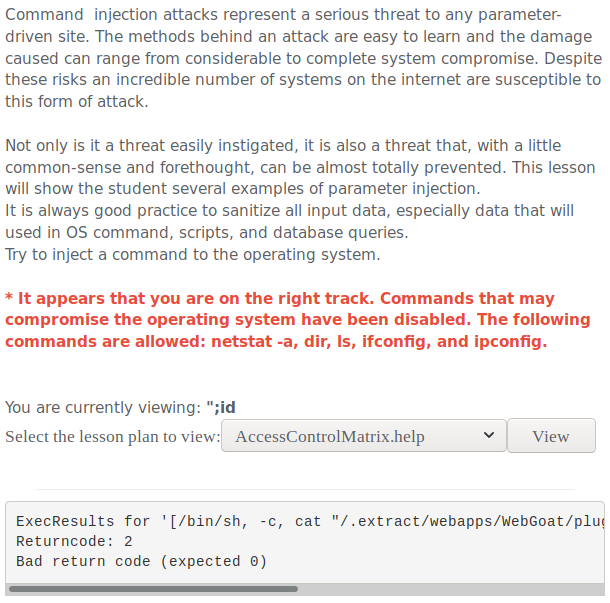 Command  injection attacks represent a serious threat to any parameter-
driven site. The methods behind an attack are easy to learn and the damage
caused can range from considerable to complete system compromise. Despite
these risks an incredible number of systems on the internet are susceptible to
this form of attack.
Not only is it a threat easily instigated, it is also a threat that, with a little
common-sense and forethought, can be almost totally prevented. This lesson
will show the student several examples of parameter injection.
It is always good practice to sanitize all input data, especially data that will
used in OS command, scripts, and database queries.
Try to inject a command to the operating system.
* It appears that you are on the right track. Commands that may
compromise the operating system have been disabled. The following
commands are allowed: netstat -a, dir, ls, ifconfig, and ipconfig.
You are currently viewing: ";id
Select the lesson plan to view: AccessControlMatrix.help View
ExecResults for '[/bin/sh, -c, cat "/.extract/webapps/WebGoat/plug
Returncode: 2
Bad return code (expected 0)